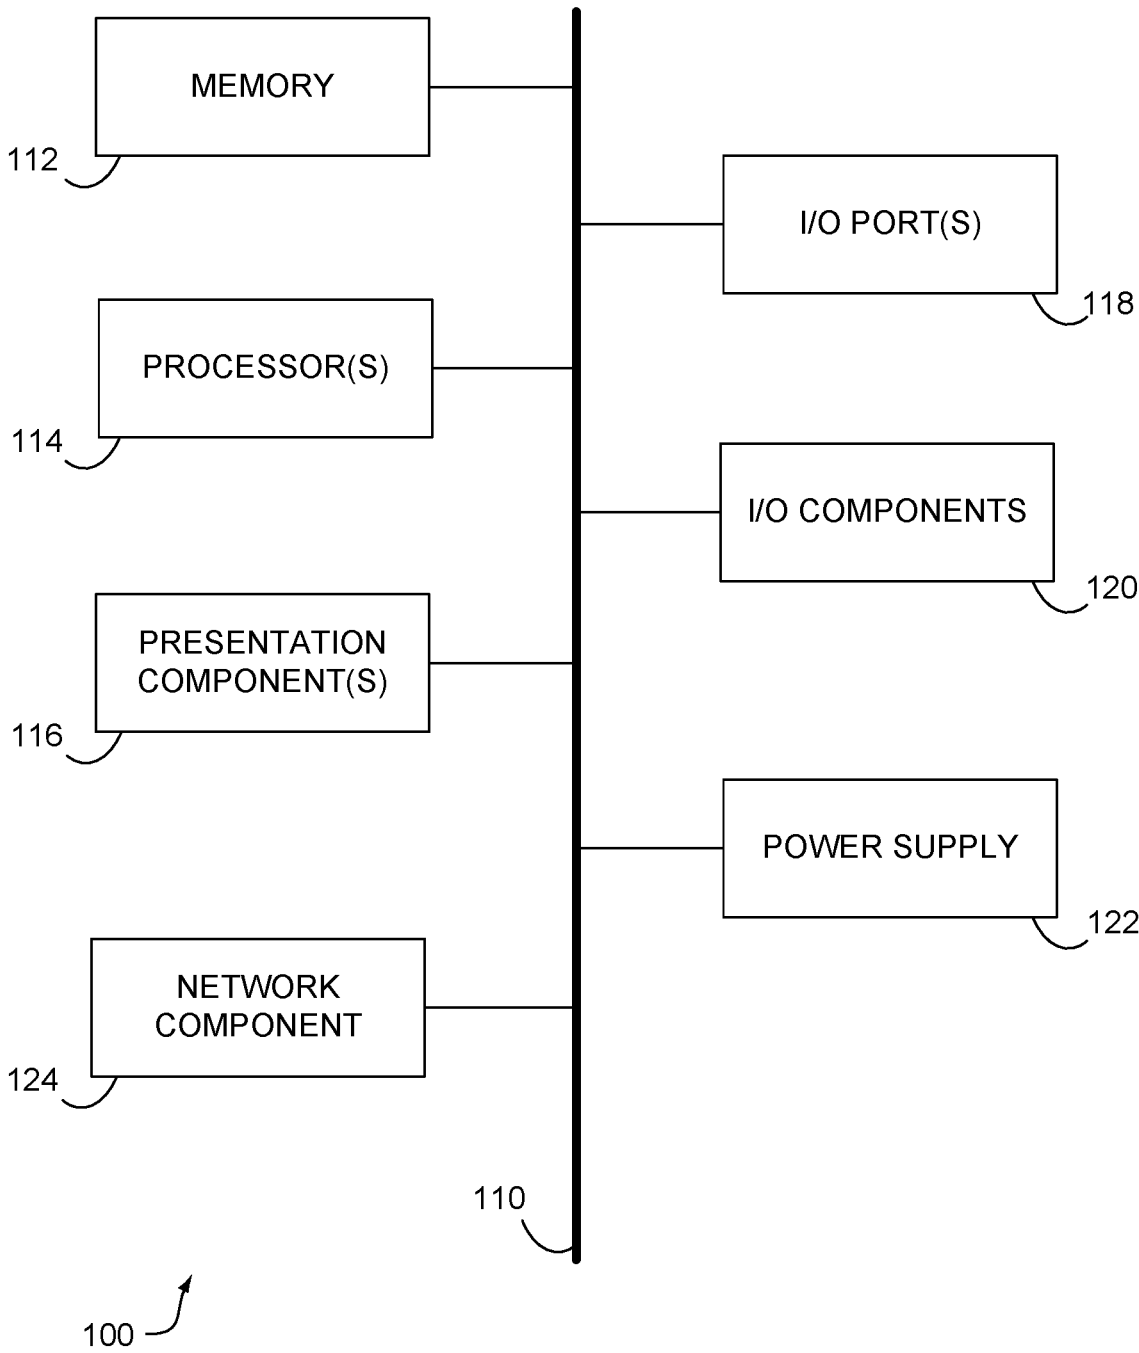 MEMORY
112
I/O PORT(S)
118
PROCESSOR(S)
114
I/O COMPONENTS
120
PRESENTATION
COMPONENT(S)
116
POWER SUPPLY
122
NETWORK
COMPONENT
124
110
100